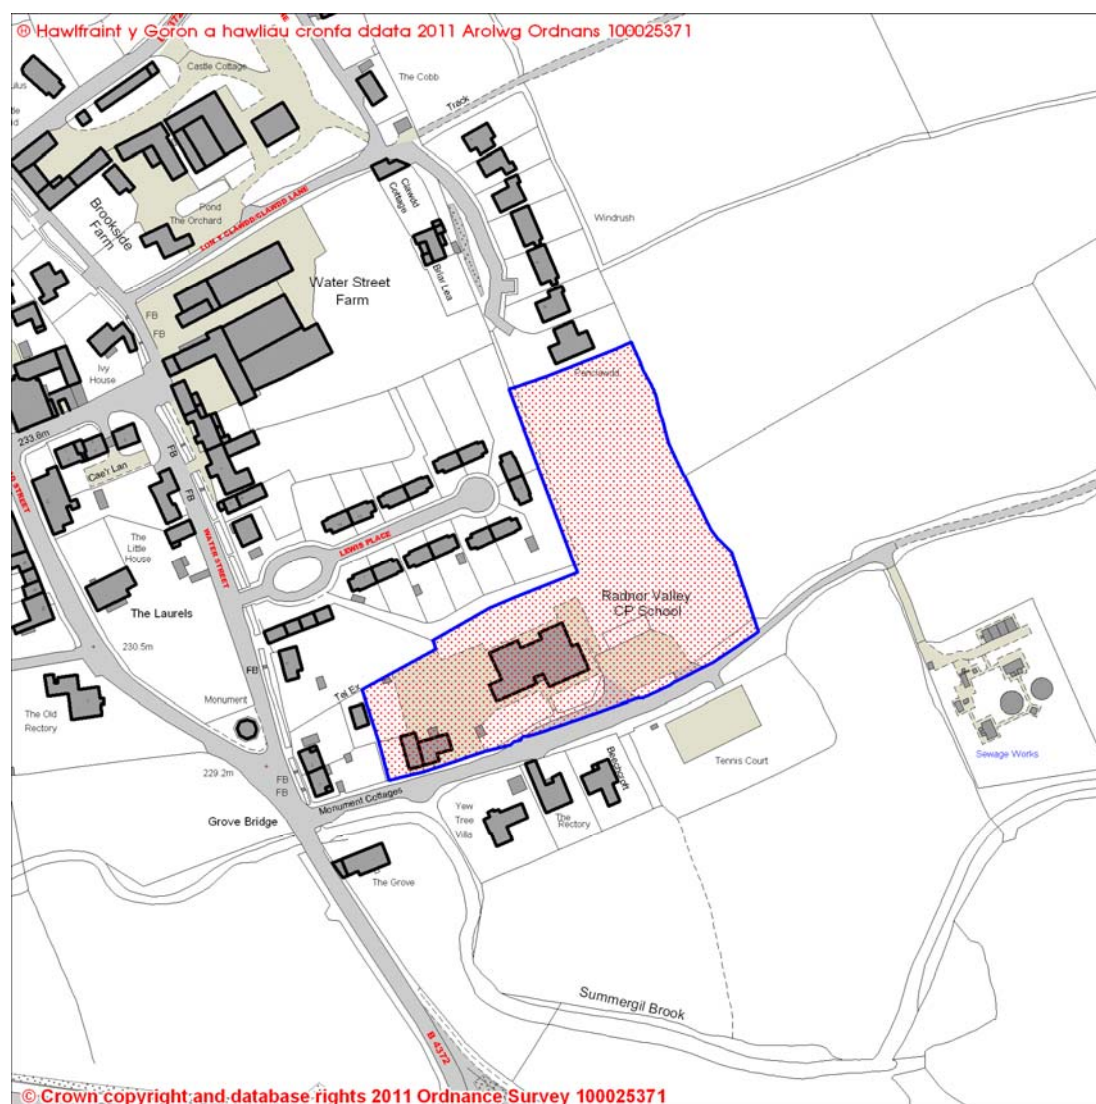 © Hawlfraint y Goron a hawliau cronfa ddata 2011 Arolwg Ordnans 100025371
Castle Cottage
The Cobb
Track
Clawdd
Cottage
Brookside
Farm
Pond
The Orchard
LON Y CLAWDD/CLAWDD LANE
Windrush
Briar Lea
Water Street
Farm
FB
FB
Ivy
House
Penclawdd
233.6m
Cae'r Lan
FB
FB
WATER STREET
LEWIS PLACE
The
Little
House
The Laurels
Radnor Valley
CP School
230.5m
FB
Tel Ex
Monument
The Old
Rectory
Tennis Court
Sewage Works
229.2m
FB
FB
Monument Cottages
Beechcroft
Grove Bridge
Yew
Tree
Villa
The
Rectory
The Grove
Summergil Brook
B 4372
© Crown copyright and database rights 2011 Ordnance Survey 100025371